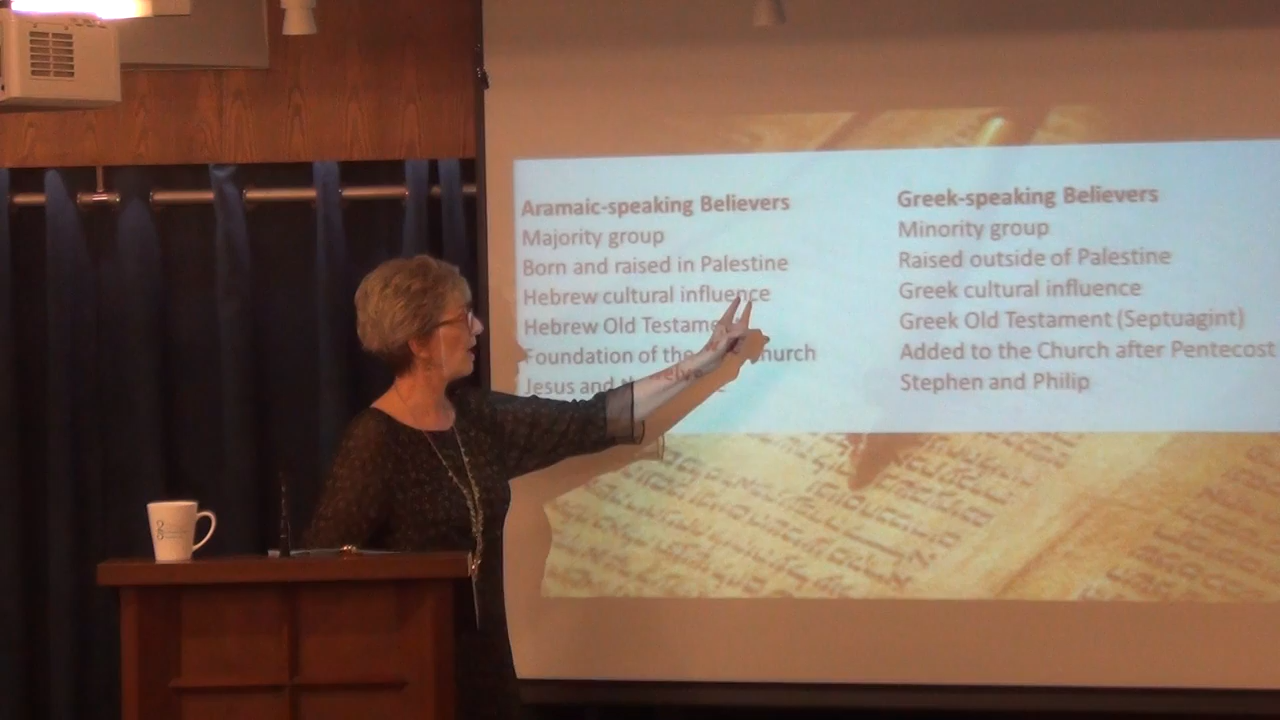 Aramaic-speaking Believers
Majority group
Born and raised in Palestine
Hebrew cultural influence
Hebrew Old
Foundation of the
Jesus and
Greek-speaking Believers
Minority group
Raised outside of Palestine
Greek cultural influence
Greek Old Testament (Septuagint)
Added to the Church after Pentecost
Stephen and Philip